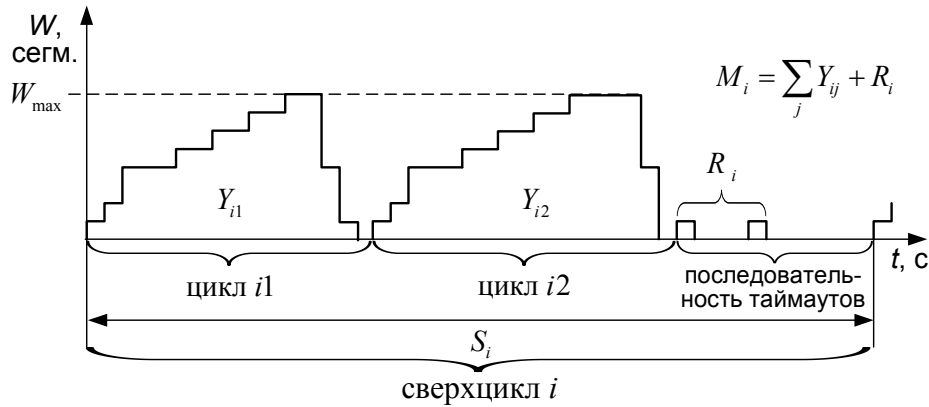 W,
сегм.
W_max
M_i = ∑_j Y_ij + R_i
R_i
Y_i1
Y_i2
t, с
цикл i1
цикл i2
последователь-
ность таймаутов
S_i
сверхцикл i